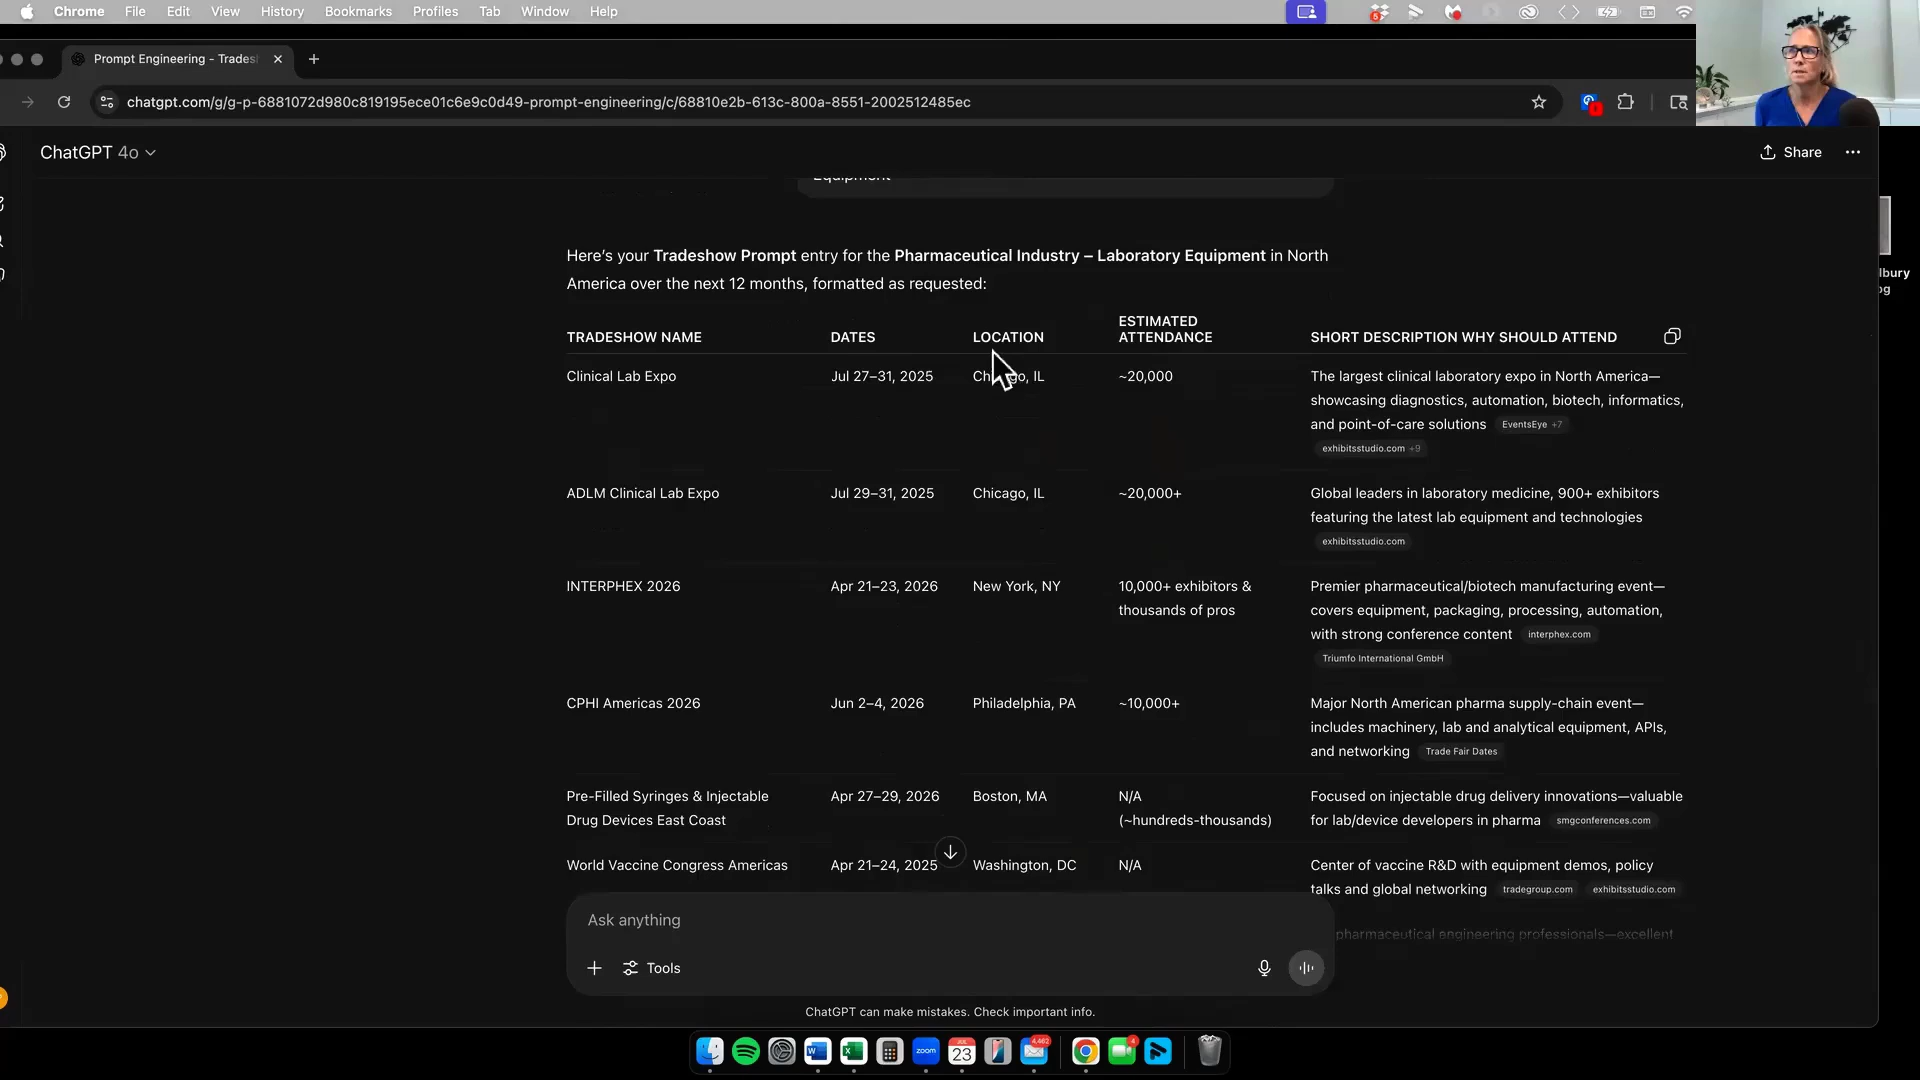 Chrome File Edit View History Bookmarks Profiles Tab Window Help
Prompt Engineering - Trades
chatgpt.com/g/g-p-6881072d980c819195ece01c6e9c0d49-prompt-engineering/c/68810e2b-613c-800a-8551-2002512485ec
ChatGPT 4o
Share
Equipment
Here's your Tradeshow Prompt entry for the Pharmaceutical Industry – Laboratory Equipment in North
America over the next 12 months, formatted as requested:
TRADESHOW NAME DATES LOCATION ESTIMATED ATTENDANCE SHORT DESCRIPTION WHY SHOULD ATTEND
Clinical Lab Expo Jul 27–31, 2025 Chicago, IL ~20,000 The largest clinical laboratory expo in North America—
showcasing diagnostics, automation, biotech, informatics,
and point-of-care solutions EventsEye +7
exhibitsstudio.com +9
ADLM Clinical Lab Expo Jul 29–31, 2025 Chicago, IL ~20,000+ Global leaders in laboratory medicine, 900+ exhibitors
featuring the latest lab equipment and technologies
exhibitsstudio.com
INTERPHEX 2026 Apr 21–23, 2026 New York, NY 10,000+ exhibitors & Premier pharmaceutical/biotech manufacturing event—
thousands of pros covers equipment, packaging, processing, automation,
with strong conference content interphex.com
Triumfo International GmbH
CPHI Americas 2026 Jun 2–4, 2026 Philadelphia, PA ~10,000+ Major North American pharma supply-chain event—
includes machinery, lab and analytical equipment, APIs,
and networking Trade Fair Dates
Pre-Filled Syringes & Injectable Apr 27–29, 2026 Boston, MA N/A Focused on injectable drug delivery innovations—valuable
Drug Devices East Coast (~hundreds-thousands) for lab/device developers in pharma smgconferences.com
World Vaccine Congress Americas Apr 21–24, 2025 Washington, DC N/A Center of vaccine R&D with equipment demos, policy
talks and global networking tradegroup.com exhibitsstudio.com
pharmaceutical engineering professionals—excellent
Ask anything
Tools
ChatGPT can make mistakes. Check important info.
lbury
zoom
JUL
23
4,462
4
5